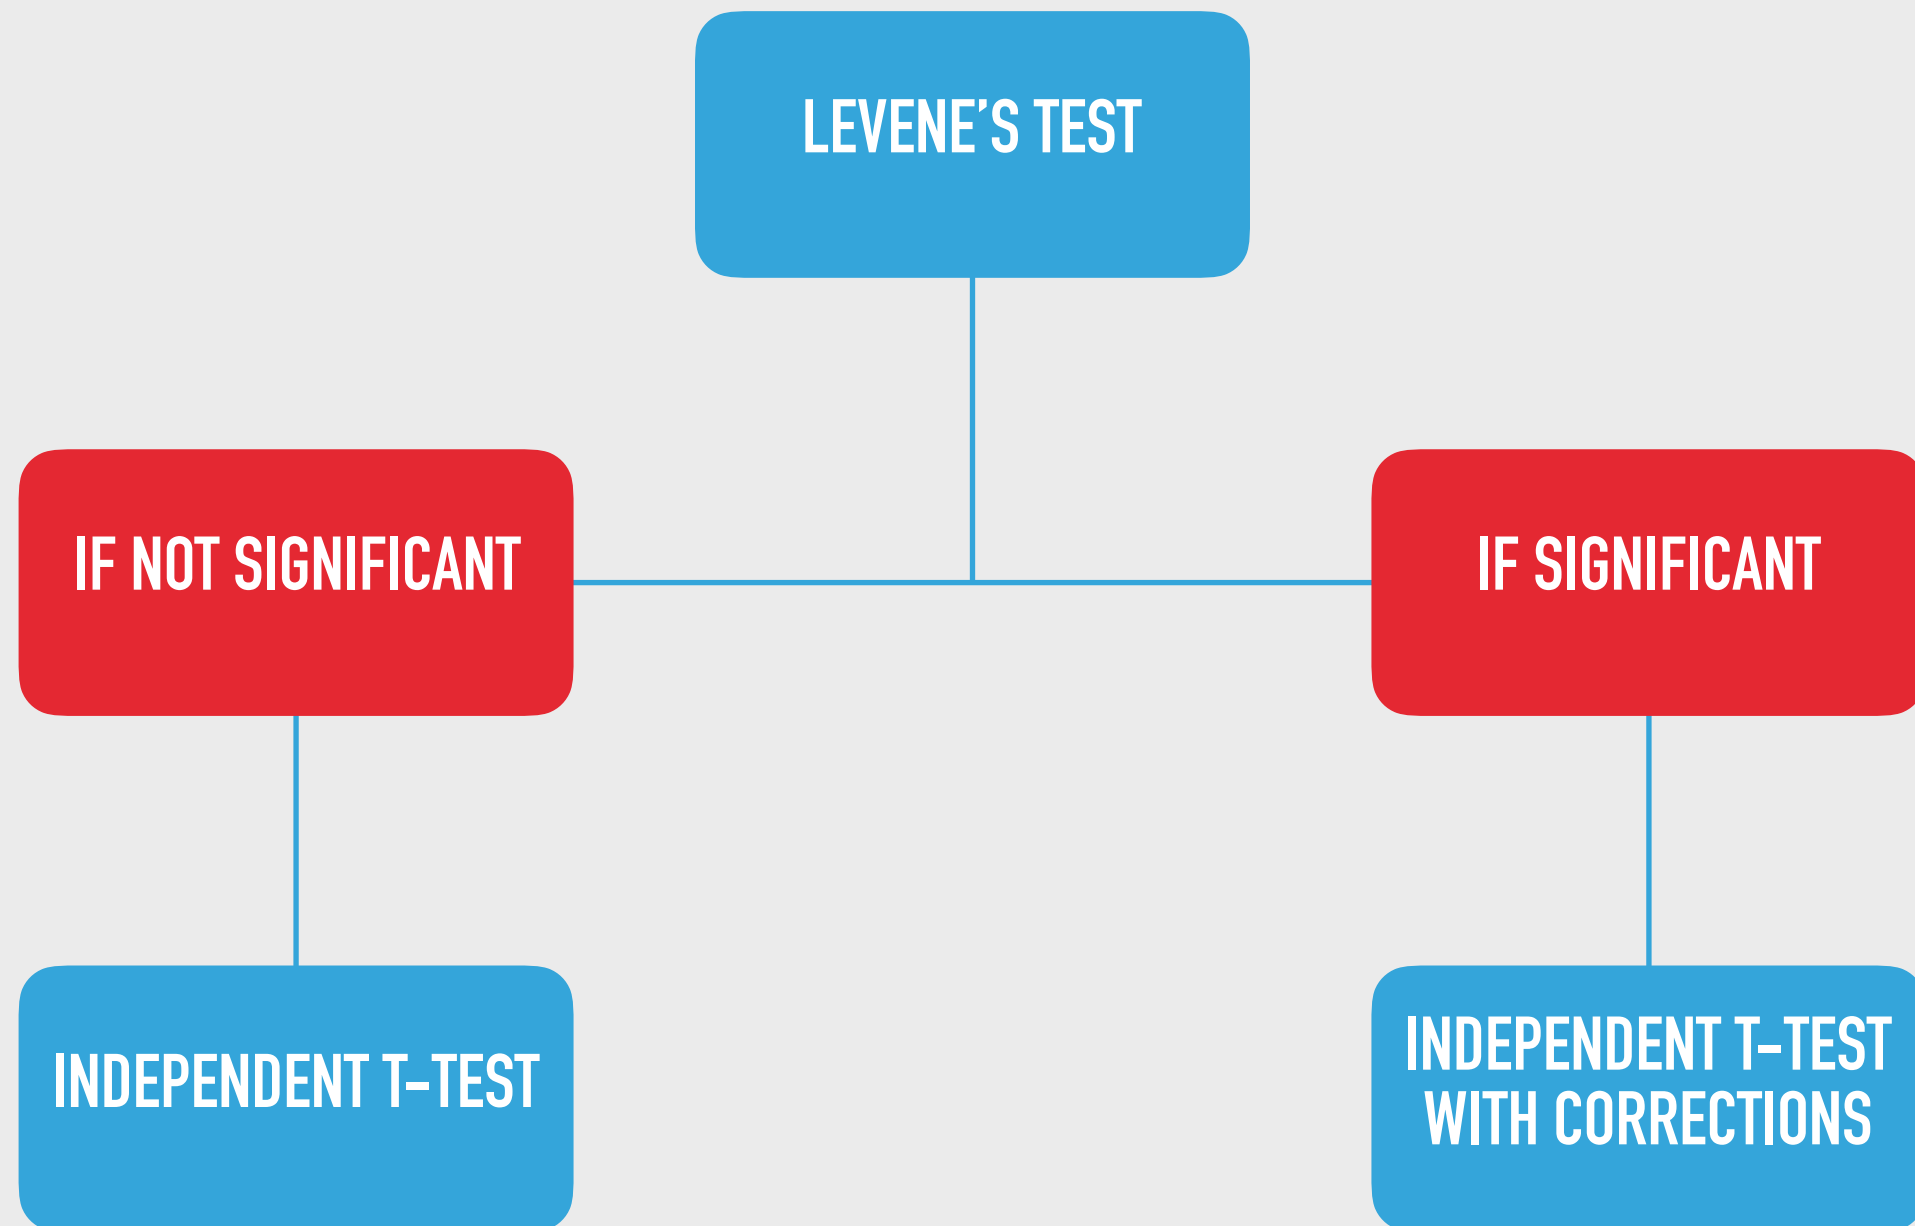 LEVENE’S TEST
IF NOT SIGNIFICANT
IF SIGNIFICANT
INDEPENDENT T-TEST
INDEPENDENT T-TEST
WITH CORRECTIONS